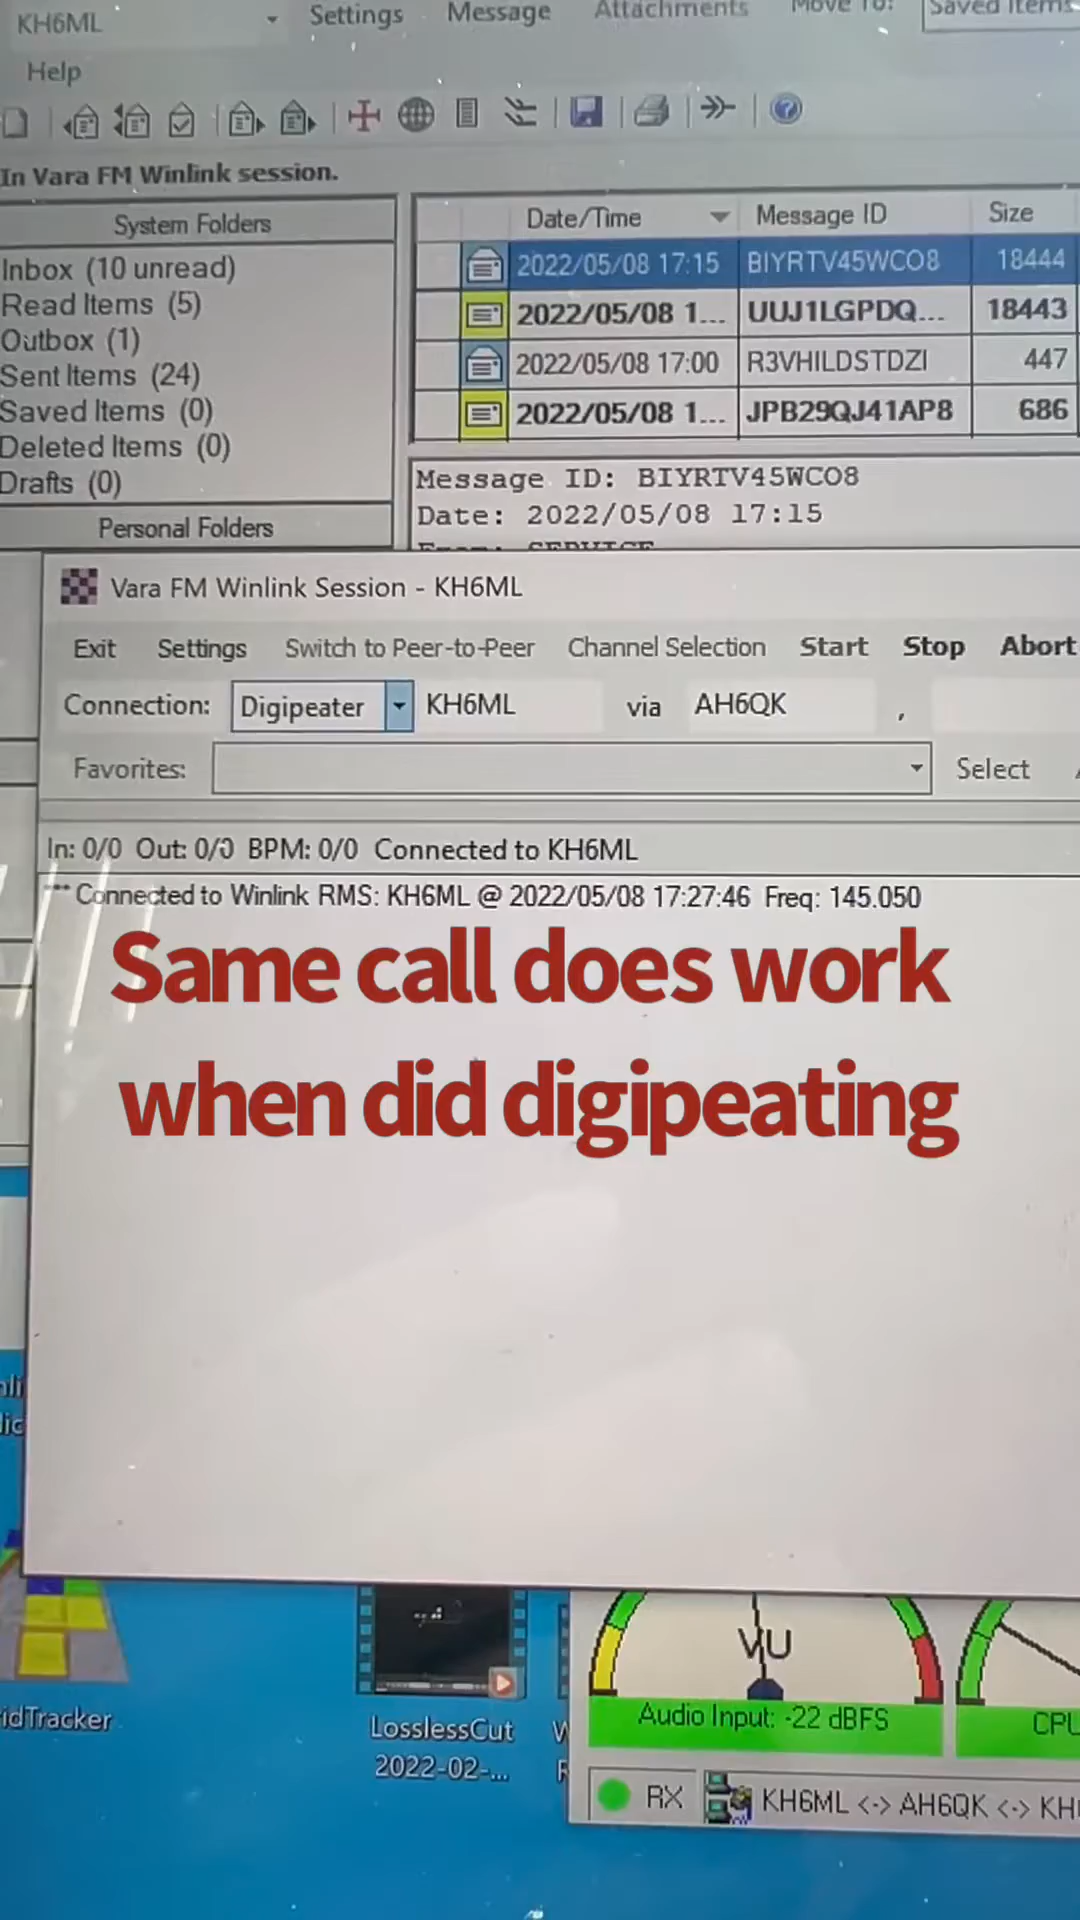 KH6ML Settings Message Attachments Move To: Saved Items
Help
In Vara FM Winlink session.
System Folders
Inbox (10 unread)
Read Items (5)
Outbox (1)
Sent Items (24)
Saved Items (0)
Deleted Items (0)
Drafts (0)
Personal Folders
Date/Time Message ID Size
2022/05/08 17:15 BIYRTV45WCO8 18444
2022/05/08 1... UUJ1LGPDQ... 18443
2022/05/08 17:00 R3VHILDSTDZI 447
2022/05/08 1... JPB29QJ41AP8 686
Message ID: BIYRTV45WCO8
Date: 2022/05/08 17:15
Vara FM Winlink Session - KH6ML
Exit Settings Switch to Peer-to-Peer Channel Selection Start Stop Abort
Connection: Digipeater KH6ML via AH6QK ,
Favorites: Select
In: 0/0 Out: 0/0 BPM: 0/0 Connected to KH6ML
*** Connected to Winlink RMS: KH6ML @ 2022/05/08 17:27:46 Freq: 145.050
Same call does work
when did digipeating
idTracker
LosslessCut
2022-02-...
VU
Audio Input: -22 dBFS
CPU
RX KH6ML <-> AH6QK <-> KH